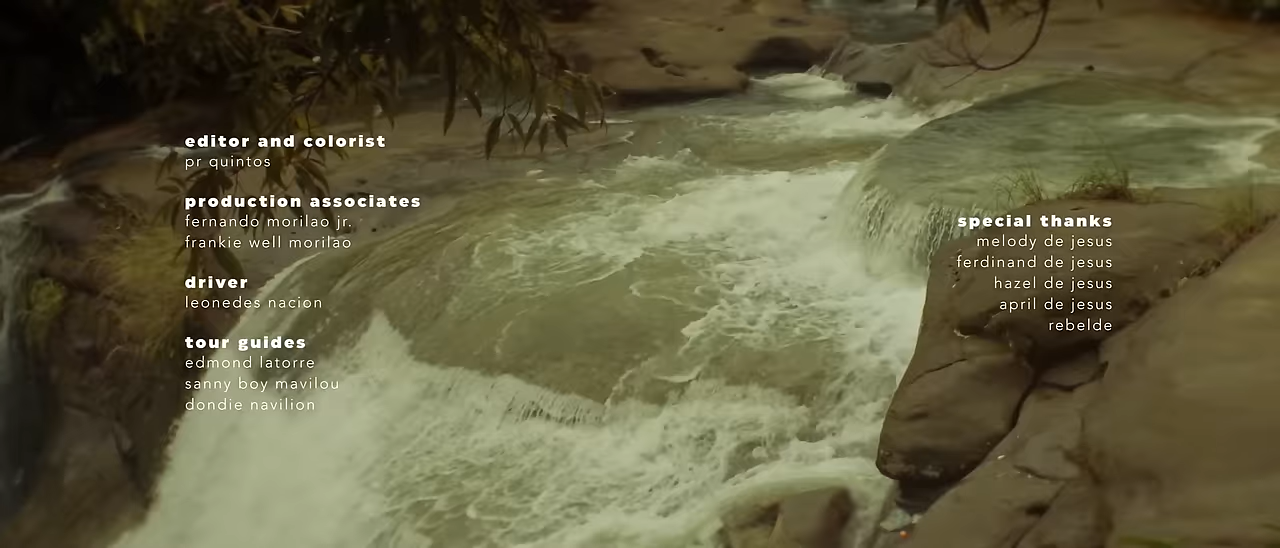 editor and colorist
pr quintos
production associates
fernando morilao jr.
frankie well morilao
driver
leonedes nacion
tour guides
edmond latorre
sanny boy mavilou
dondie navilion
special thanks
melody de jesus
ferdinand de jesus
hazel de jesus
april de jesus
rebelde